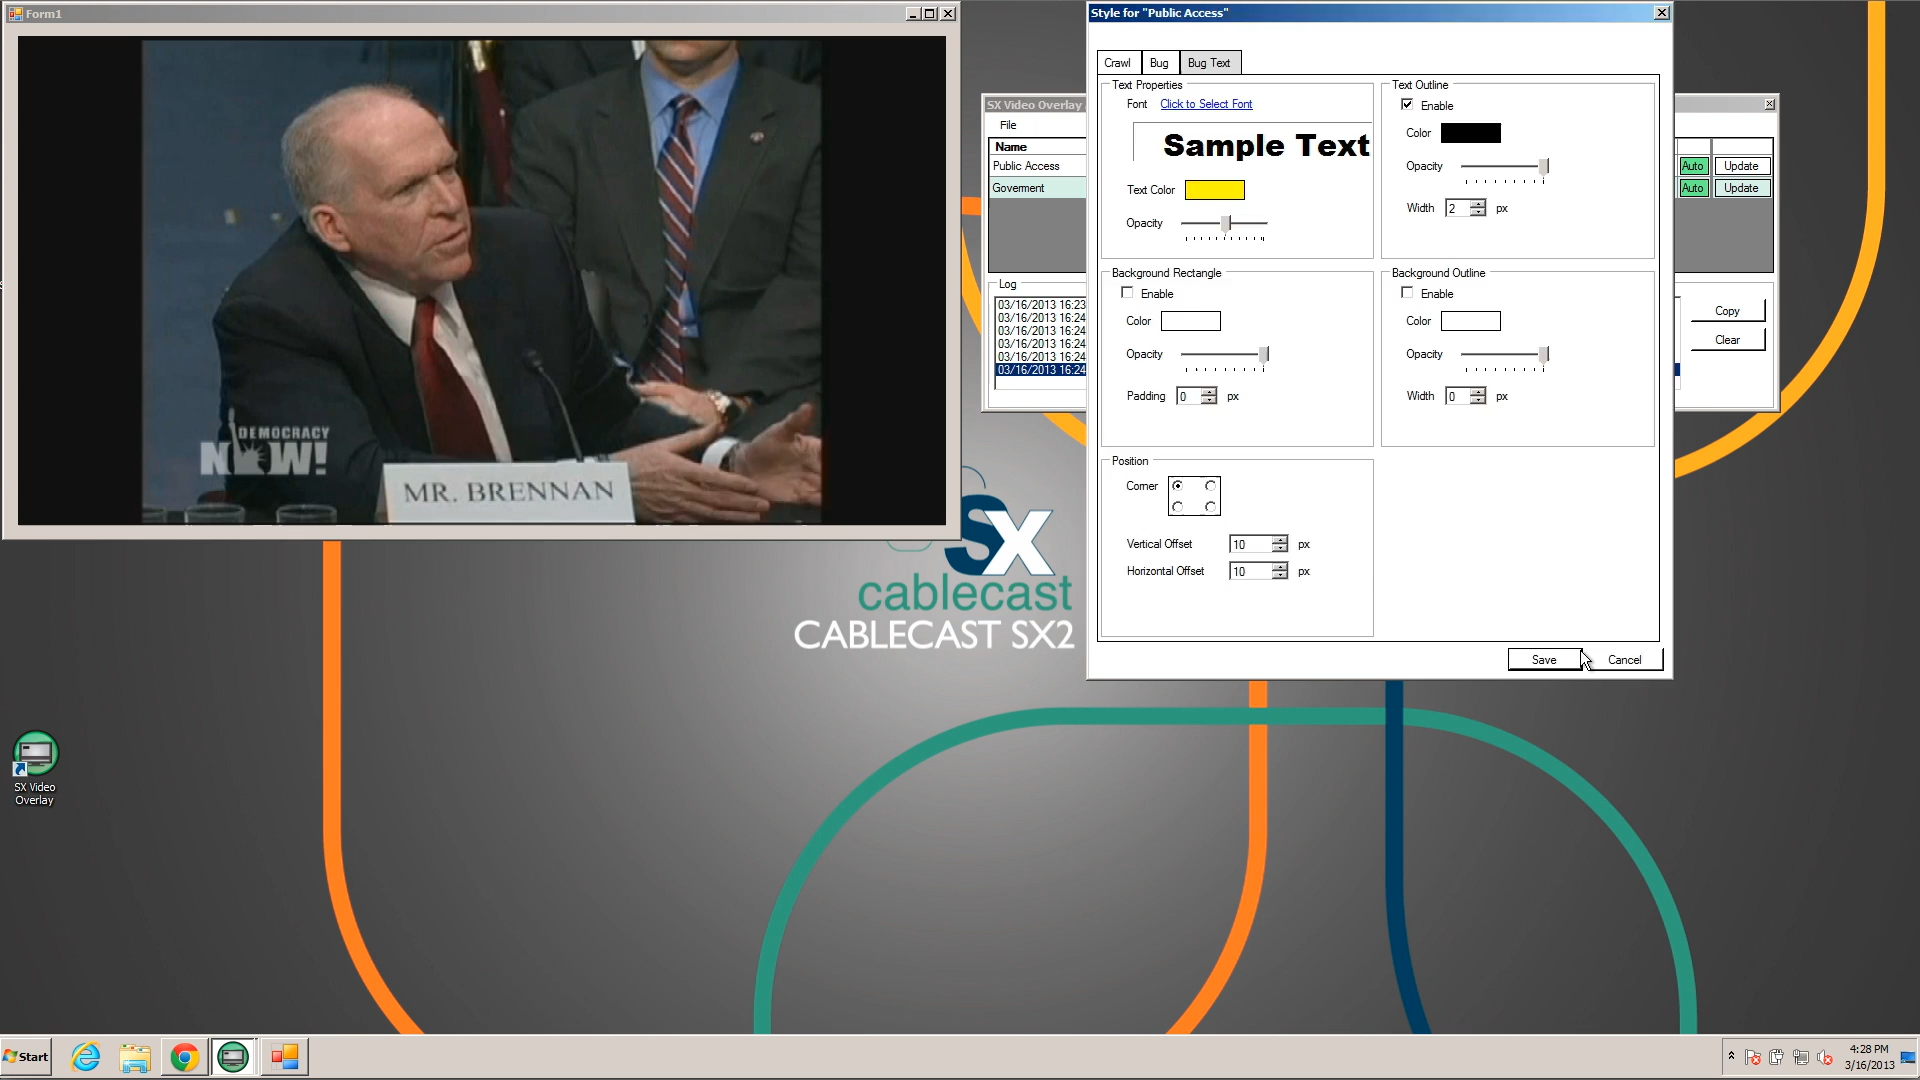 Form1
DEMOCRACY
NOW!
MR. BRENNAN
Style for "Public Access"
Crawl Bug Bug Text
Text Properties
Font Click to Select Font
Sample Text
Text Color
Opacity
Text Outline
Enable
Color
Opacity
Width 2 px
Background Rectangle
Enable
Color
Opacity
Padding 0 px
Background Outline
Enable
Color
Opacity
Width 0 px
Position
Corner
Vertical Offset 10 px
Horizontal Offset 10 px
Save Cancel
SX Video Overlay
File
Name
Public Access
Goverment
Auto Update
Auto Update
Log
03/16/2013 16:23
03/16/2013 16:24
03/16/2013 16:24
03/16/2013 16:24
03/16/2013 16:24
03/16/2013 16:24
Copy
Clear
SX
cablecast
CABLECAST SX2
SX Video
Overlay
Start
4:28 PM
3/16/2013